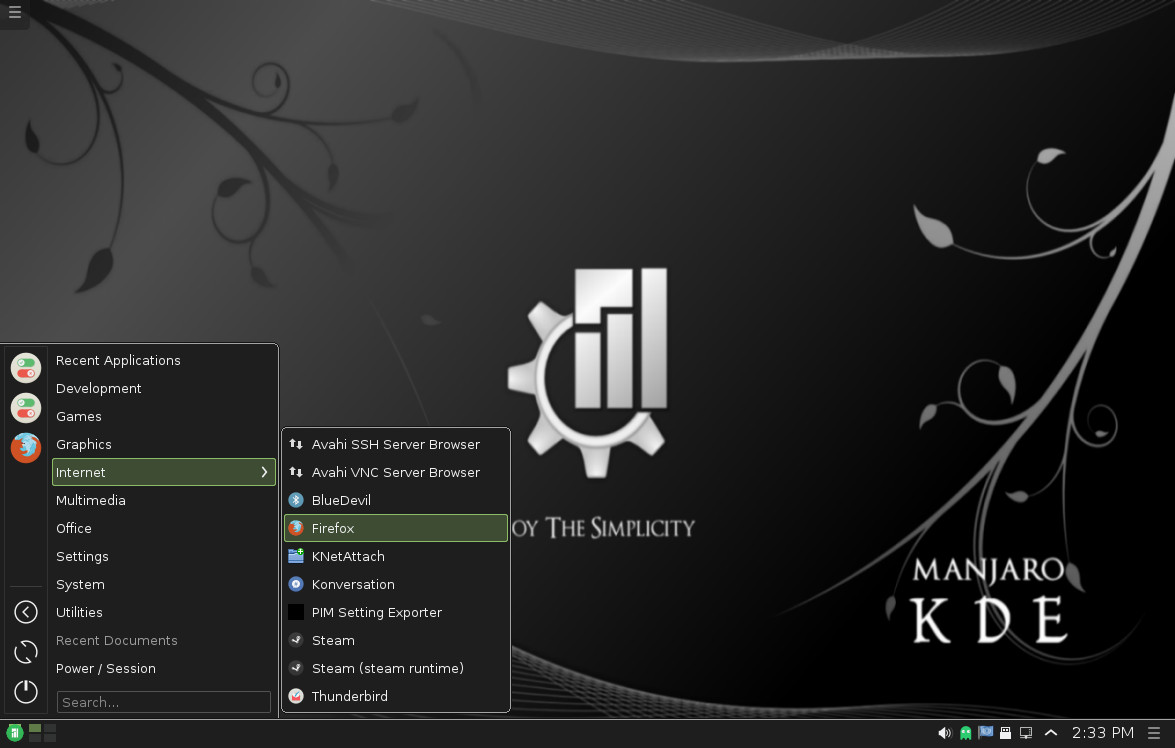 Recent Applications
Development
Games
Graphics
Internet
Multimedia
Office
Settings
System
Utilities
Recent Documents
Power / Session
Search...
Avahi SSH Server Browser
Avahi VNC Server Browser
BlueDevil
Firefox
KNetAttach
Konversation
PIM Setting Exporter
Steam
Steam (steam runtime)
Thunderbird
OY THE SIMPLICITY
MANJARO
KDE
2:33 PM